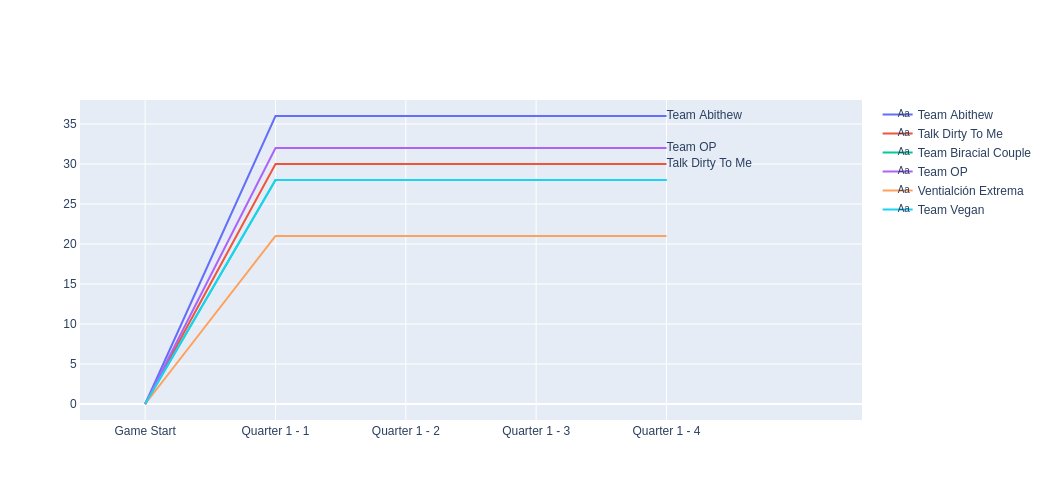 35
30
25
20
15
10
5
0
Game Start
Quarter 1 - 1
Quarter 1 - 2
Quarter 1 - 3
Quarter 1 - 4
Team Abithew
Team OP
Talk Dirty To Me
Aa Team Abithew
Aa Talk Dirty To Me
Aa Team Biracial Couple
Aa Team OP
Aa Ventialción Extrema
Aa Team Vegan